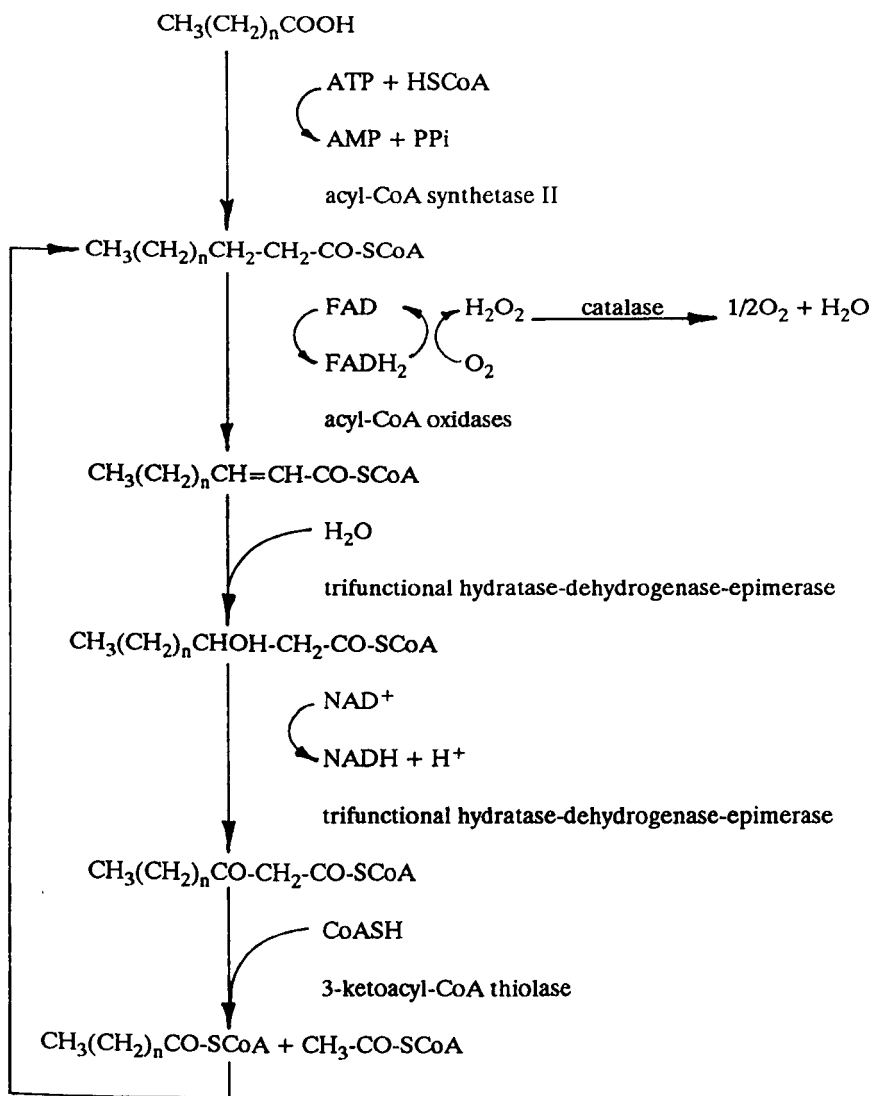 CH₃(CH₂)ₙCOOH
ATP + HSCoA
AMP + PPi
acyl-CoA synthetase II
CH₃(CH₂)ₙCH₂-CH₂-CO-SCoA
FAD H₂O₂ catalase 1/2O₂ + H₂O
FADH₂ O₂
acyl-CoA oxidases
CH₃(CH₂)ₙCH=CH-CO-SCoA
H₂O
trifunctional hydratase-dehydrogenase-epimerase
CH₃(CH₂)ₙCHOH-CH₂-CO-SCoA
NAD⁺
NADH + H⁺
trifunctional hydratase-dehydrogenase-epimerase
CH₃(CH₂)ₙCO-CH₂-CO-SCoA
CoASH
3-ketoacyl-CoA thiolase
CH₃(CH₂)ₙCO-SCoA + CH₃-CO-SCoA